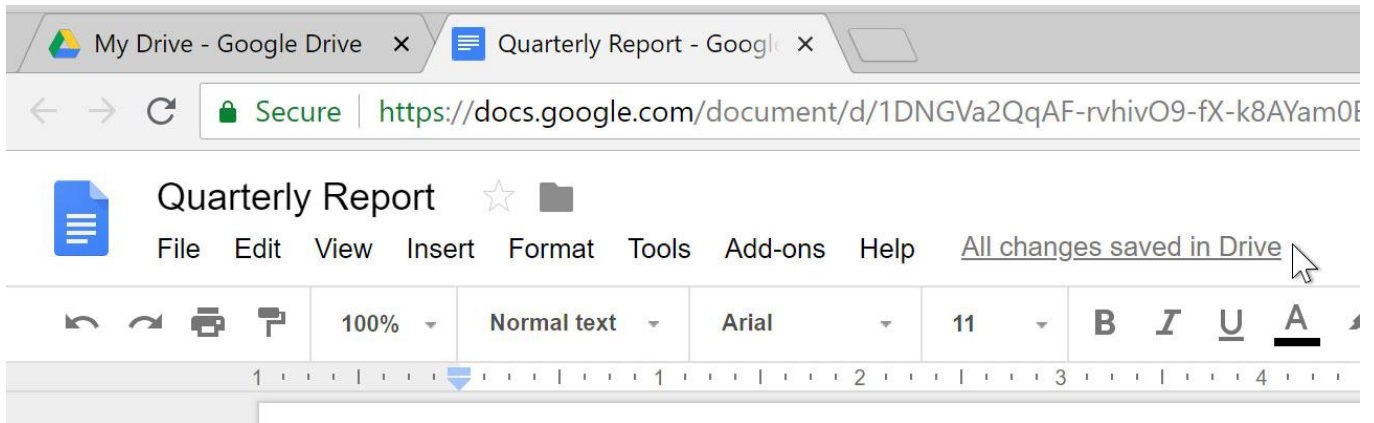 My Drive - Google Drive × Quarterly Report - Googl ×
Secure https://docs.google.com/document/d/1DNGVa2QqAF-rvhivO9-fX-k8AYam0
Quarterly Report
File Edit View Insert Format Tools Add-ons Help All changes saved in Drive
100% Normal text Arial 11 B I U A
1 1 2 3 4